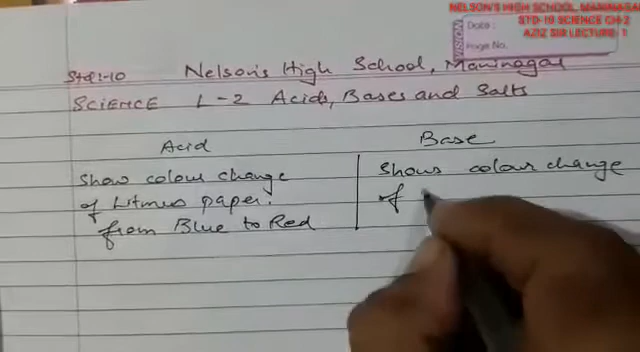 NELSON'S HIGH SCHOOL, MANINAGAR
STD-10 SCIENCE CH-2
AZIZ SIR LECTURE-1
Date:
Page No.
Std:-10 Nelson's High School, Maninagar
SCIENCE L-2 Acids, Bases and Salts
Acid
Show colour change
of Litmus paper.
from Blue to Red
Base
Shows colour change
of